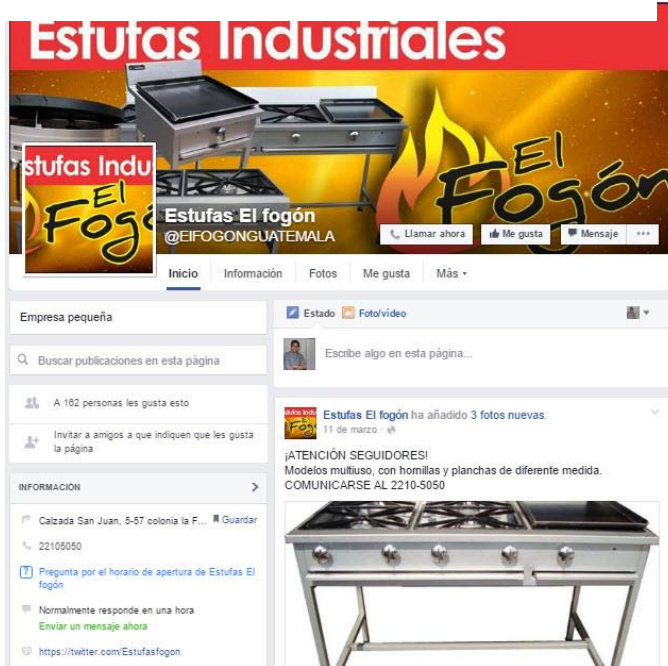 Estufas Industriales
El
Fogón
stufas Indu
El
Fogó
Estufas El fogón
@ElFOGONGUATEMALA
Llamar ahora
Me gusta
Mensaje
Inicio
Información
Fotos
Me gusta
Más
Empresa pequeña
Buscar publicaciones en esta página
A 162 personas les gusta esto
Invitar a amigos a que indiquen que les gusta
la página
INFORMACIÓN
Calzada San Juan, 5-57 colonia la F... Guardar
22105050
Pregunta por el horario de apertura de Estufas El
fogón
Normalmente responde en una hora
Enviar un mensaje ahora
https://twitter.com/Estufasfogon
Estado Foto/vídeo
Escribe algo en esta página...
Estufas El fogón ha añadido 3 fotos nuevas.
11 de marzo ·
¡ATENCIÓN SEGUIDORES!
Modelos multiuso, con hornillas y planchas de diferente medida.
COMUNICARSE AL 2210-5050